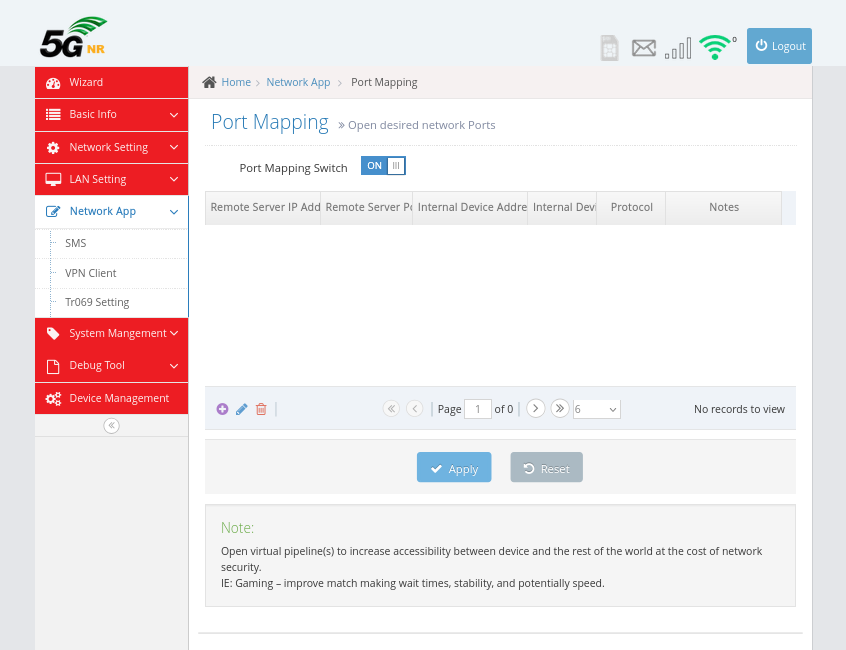 5G NR
0
Logout
Wizard
Basic Info
Network Setting
LAN Setting
Network App
SMS
VPN Client
Tr069 Setting
System Mangement
Debug Tool
Device Management
Home > Network App > Port Mapping
Port Mapping » Open desired network Ports
Port Mapping Switch ON
Remote Server IP Add Remote Server Po Internal Device Addre Internal Devi Protocol Notes
Page 1 of 0 6 No records to view
Apply Reset
Note:
Open virtual pipeline(s) to increase accessibility between device and the rest of the world at the cost of network
security.
IE: Gaming – improve match making wait times, stability, and potentially speed.